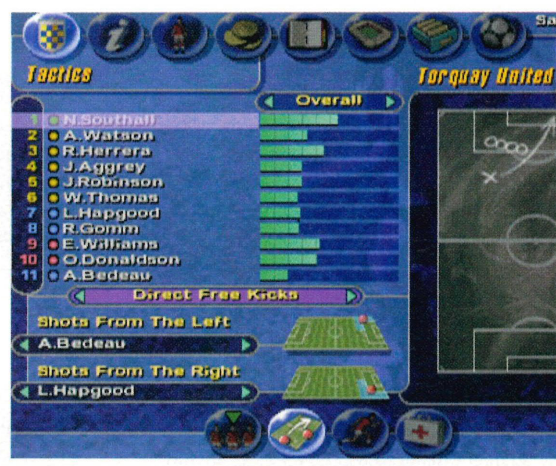 Sa
Tactics
Torquay United
Overall
1 N.Southall
2 A.Watson
3 R.Herrera
4 J.Aggrey
5 J.Robinson
6 W.Thomas
7 L.Hapgood
8 R.Gomm
9 E.Williams
10 O.Donaldson
11 A.Bedeau
Direct Free Kicks
Shots From The Left
A.Bedeau
Shots From The Right
L.Hapgood